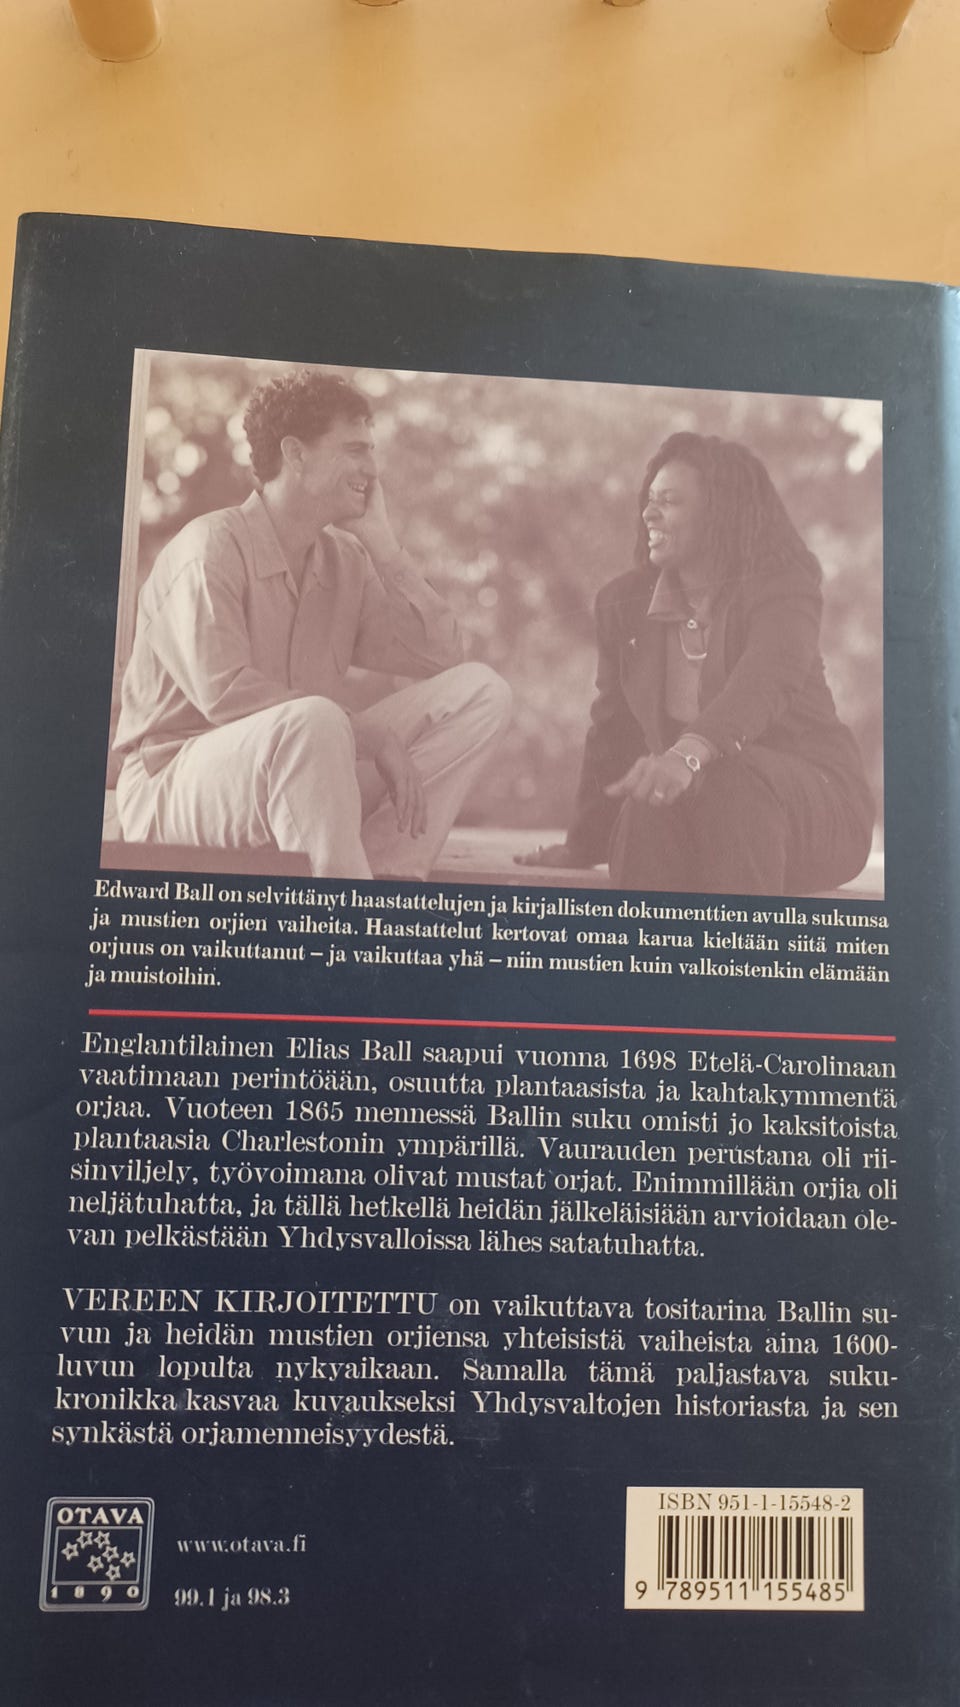 Edward Ball on selvittänyt haastattelujen ja kirjallisten dokumenttien avulla sukunsa
ja mustien orjien vaiheita. Haastattelut kertovat omaa karua kieltään siitä miten
orjuus on vaikuttanut – ja vaikuttaa yhä – niin mustien kuin valkoistenkin elämään
ja muistoihin.
Englantilainen Elias Ball saapui vuonna 1698 Etelä-Carolinaan
vaatimaan perintöään, osuutta plantaasista ja kahtakymmentä
orjaa. Vuoteen 1865 mennessä Ballin suku omisti jo kaksitoista
plantaasia Charlestonin ympärillä. Vaurauden perustana oli rii-
sinviljely, työvoimana olivat mustat orjat. Enimmillään orjia oli
neljätuhatta, ja tällä hetkellä heidän jälkeläisiään arvioidaan ole-
van pelkästään Yhdysvalloissa lähes satatuhatta.
VEREEN KIRJOITETTU on vaikuttava tositarina Ballin su-
vun ja heidän mustien orjiensa yhteisistä vaiheista aina 1600-
luvun lopulta nykyaikaan. Samalla tämä paljastava suku-
kronikka kasvaa kuvaukseksi Yhdysvaltojen historiasta ja sen
synkästä orjamenneisyydestä.
OTAVA
1890
www.otava.fi
99.1 ja 98.3
ISBN 951-1-15548-2
9 789511 155485